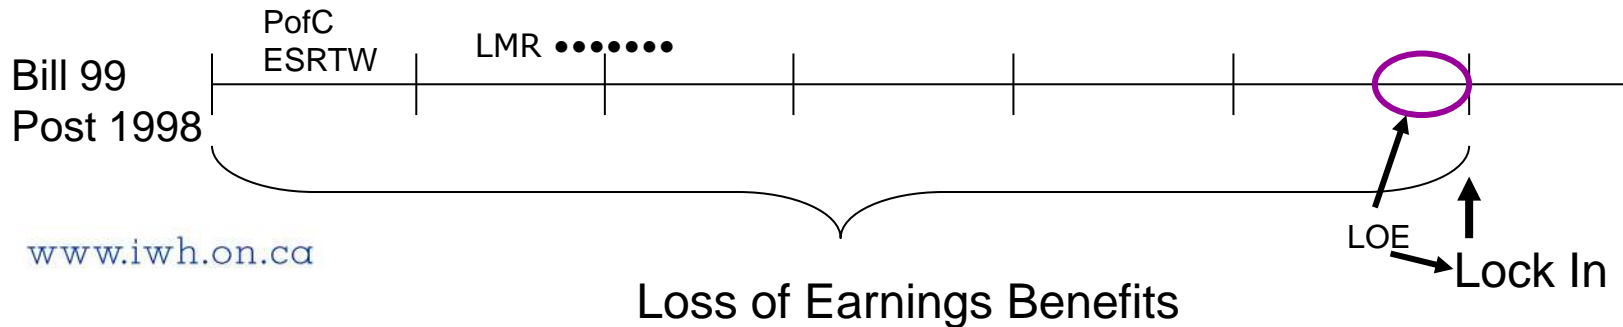 PofC
ESRTW
LMR •••••••
Bill 99
Post 1998
LOE
Lock In
www.iwh.on.ca
Loss of Earnings Benefits